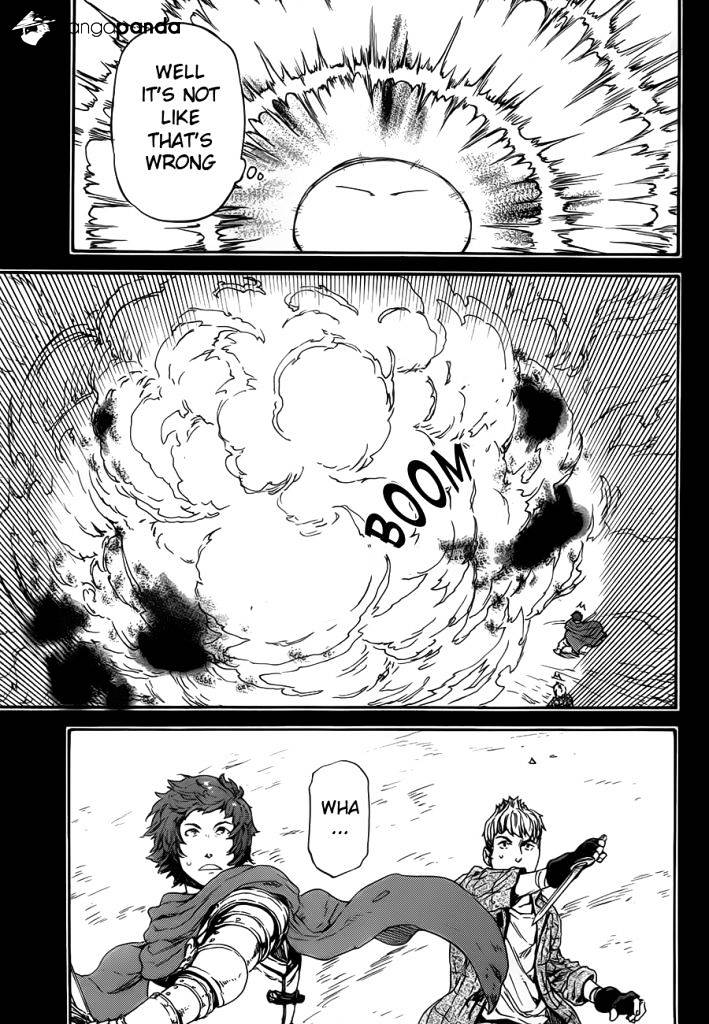 mangapanda
WELL
IT'S NOT
LIKE
THAT'S
WRONG
BOOM
WHA
...